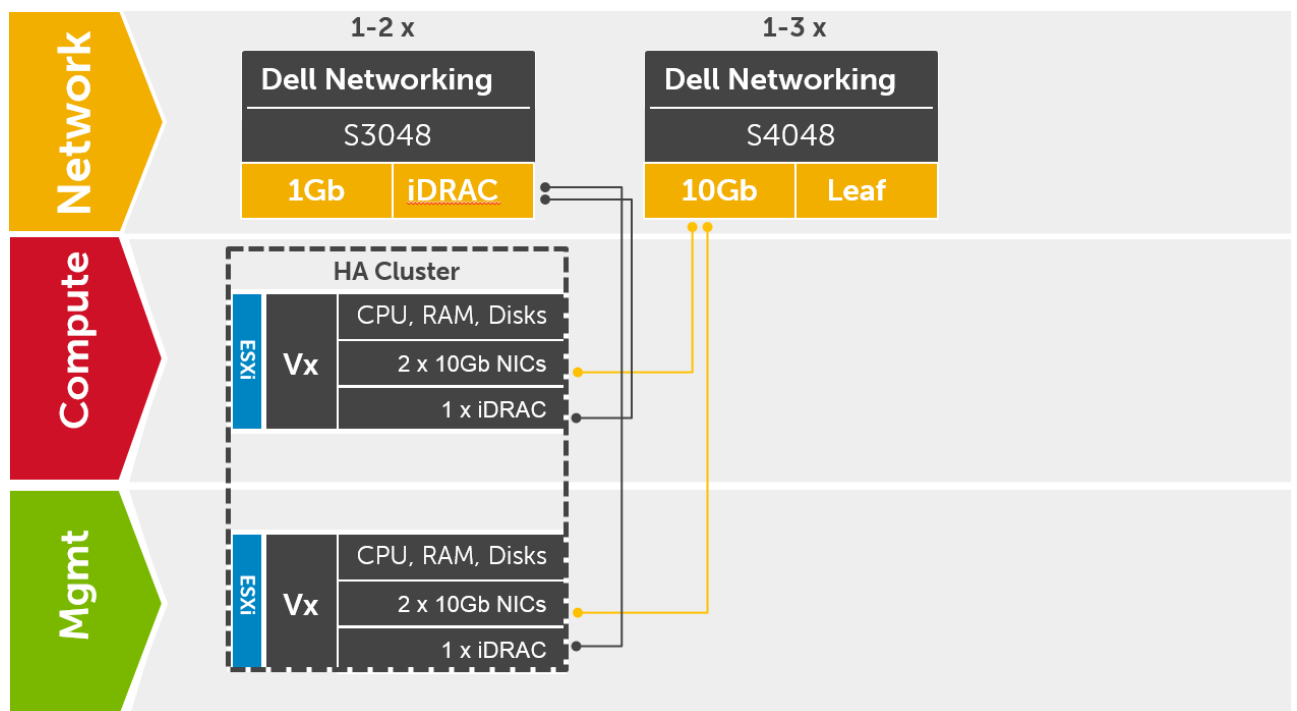 Network
1-2 x
Dell Networking
S3048
1Gb
iDRAC
1-3 x
Dell Networking
S4048
10Gb
Leaf
Compute
HA Cluster
ESXi
Vx
CPU, RAM, Disks
2 x 10Gb NICs
1 x iDRAC
Mgmt
ESXi
Vx
CPU, RAM, Disks
2 x 10Gb NICs
1 x iDRAC